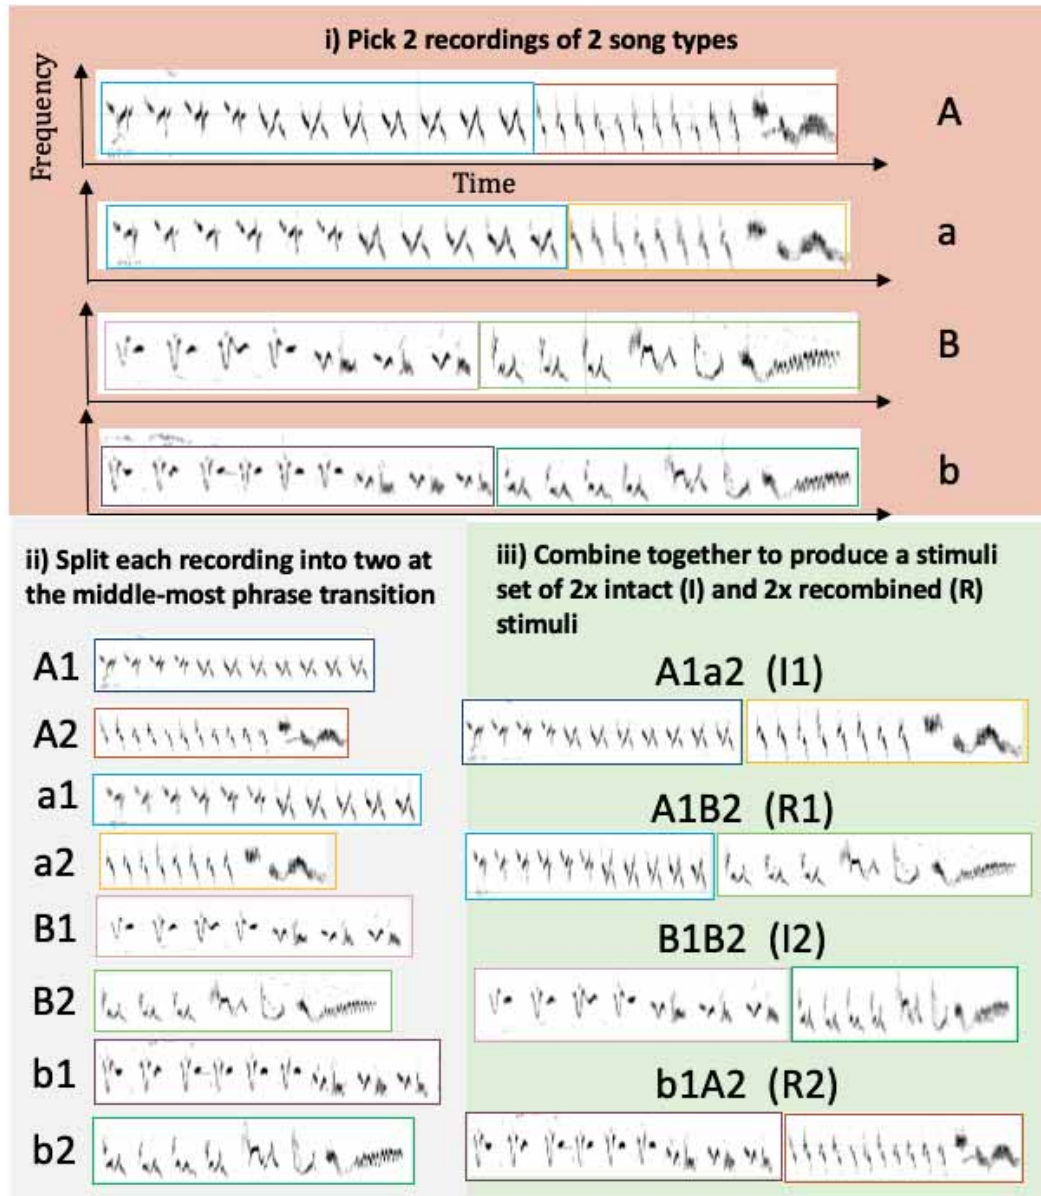 i) Pick 2 recordings of 2 song types
Frequency
A
Time
a
B
b
ii) Split each recording into two at
the middle-most phrase transition
A1
A2
a1
a2
B1
B2
b1
b2
iii) Combine together to produce a stimuli
set of 2x intact (I) and 2x recombined (R)
stimuli
A1a2 (I1)
A1B2 (R1)
B1B2 (I2)
b1A2 (R2)